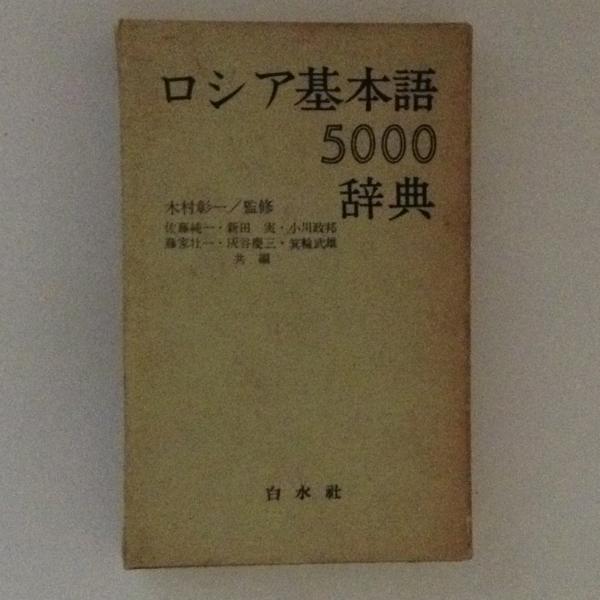 ロシア基本語
5000
辞典
木村彰一／監修
佐藤純一・新田 実・小川政邦
藤家壮一・灰谷慶三・箕輪武雄
共編
白水社